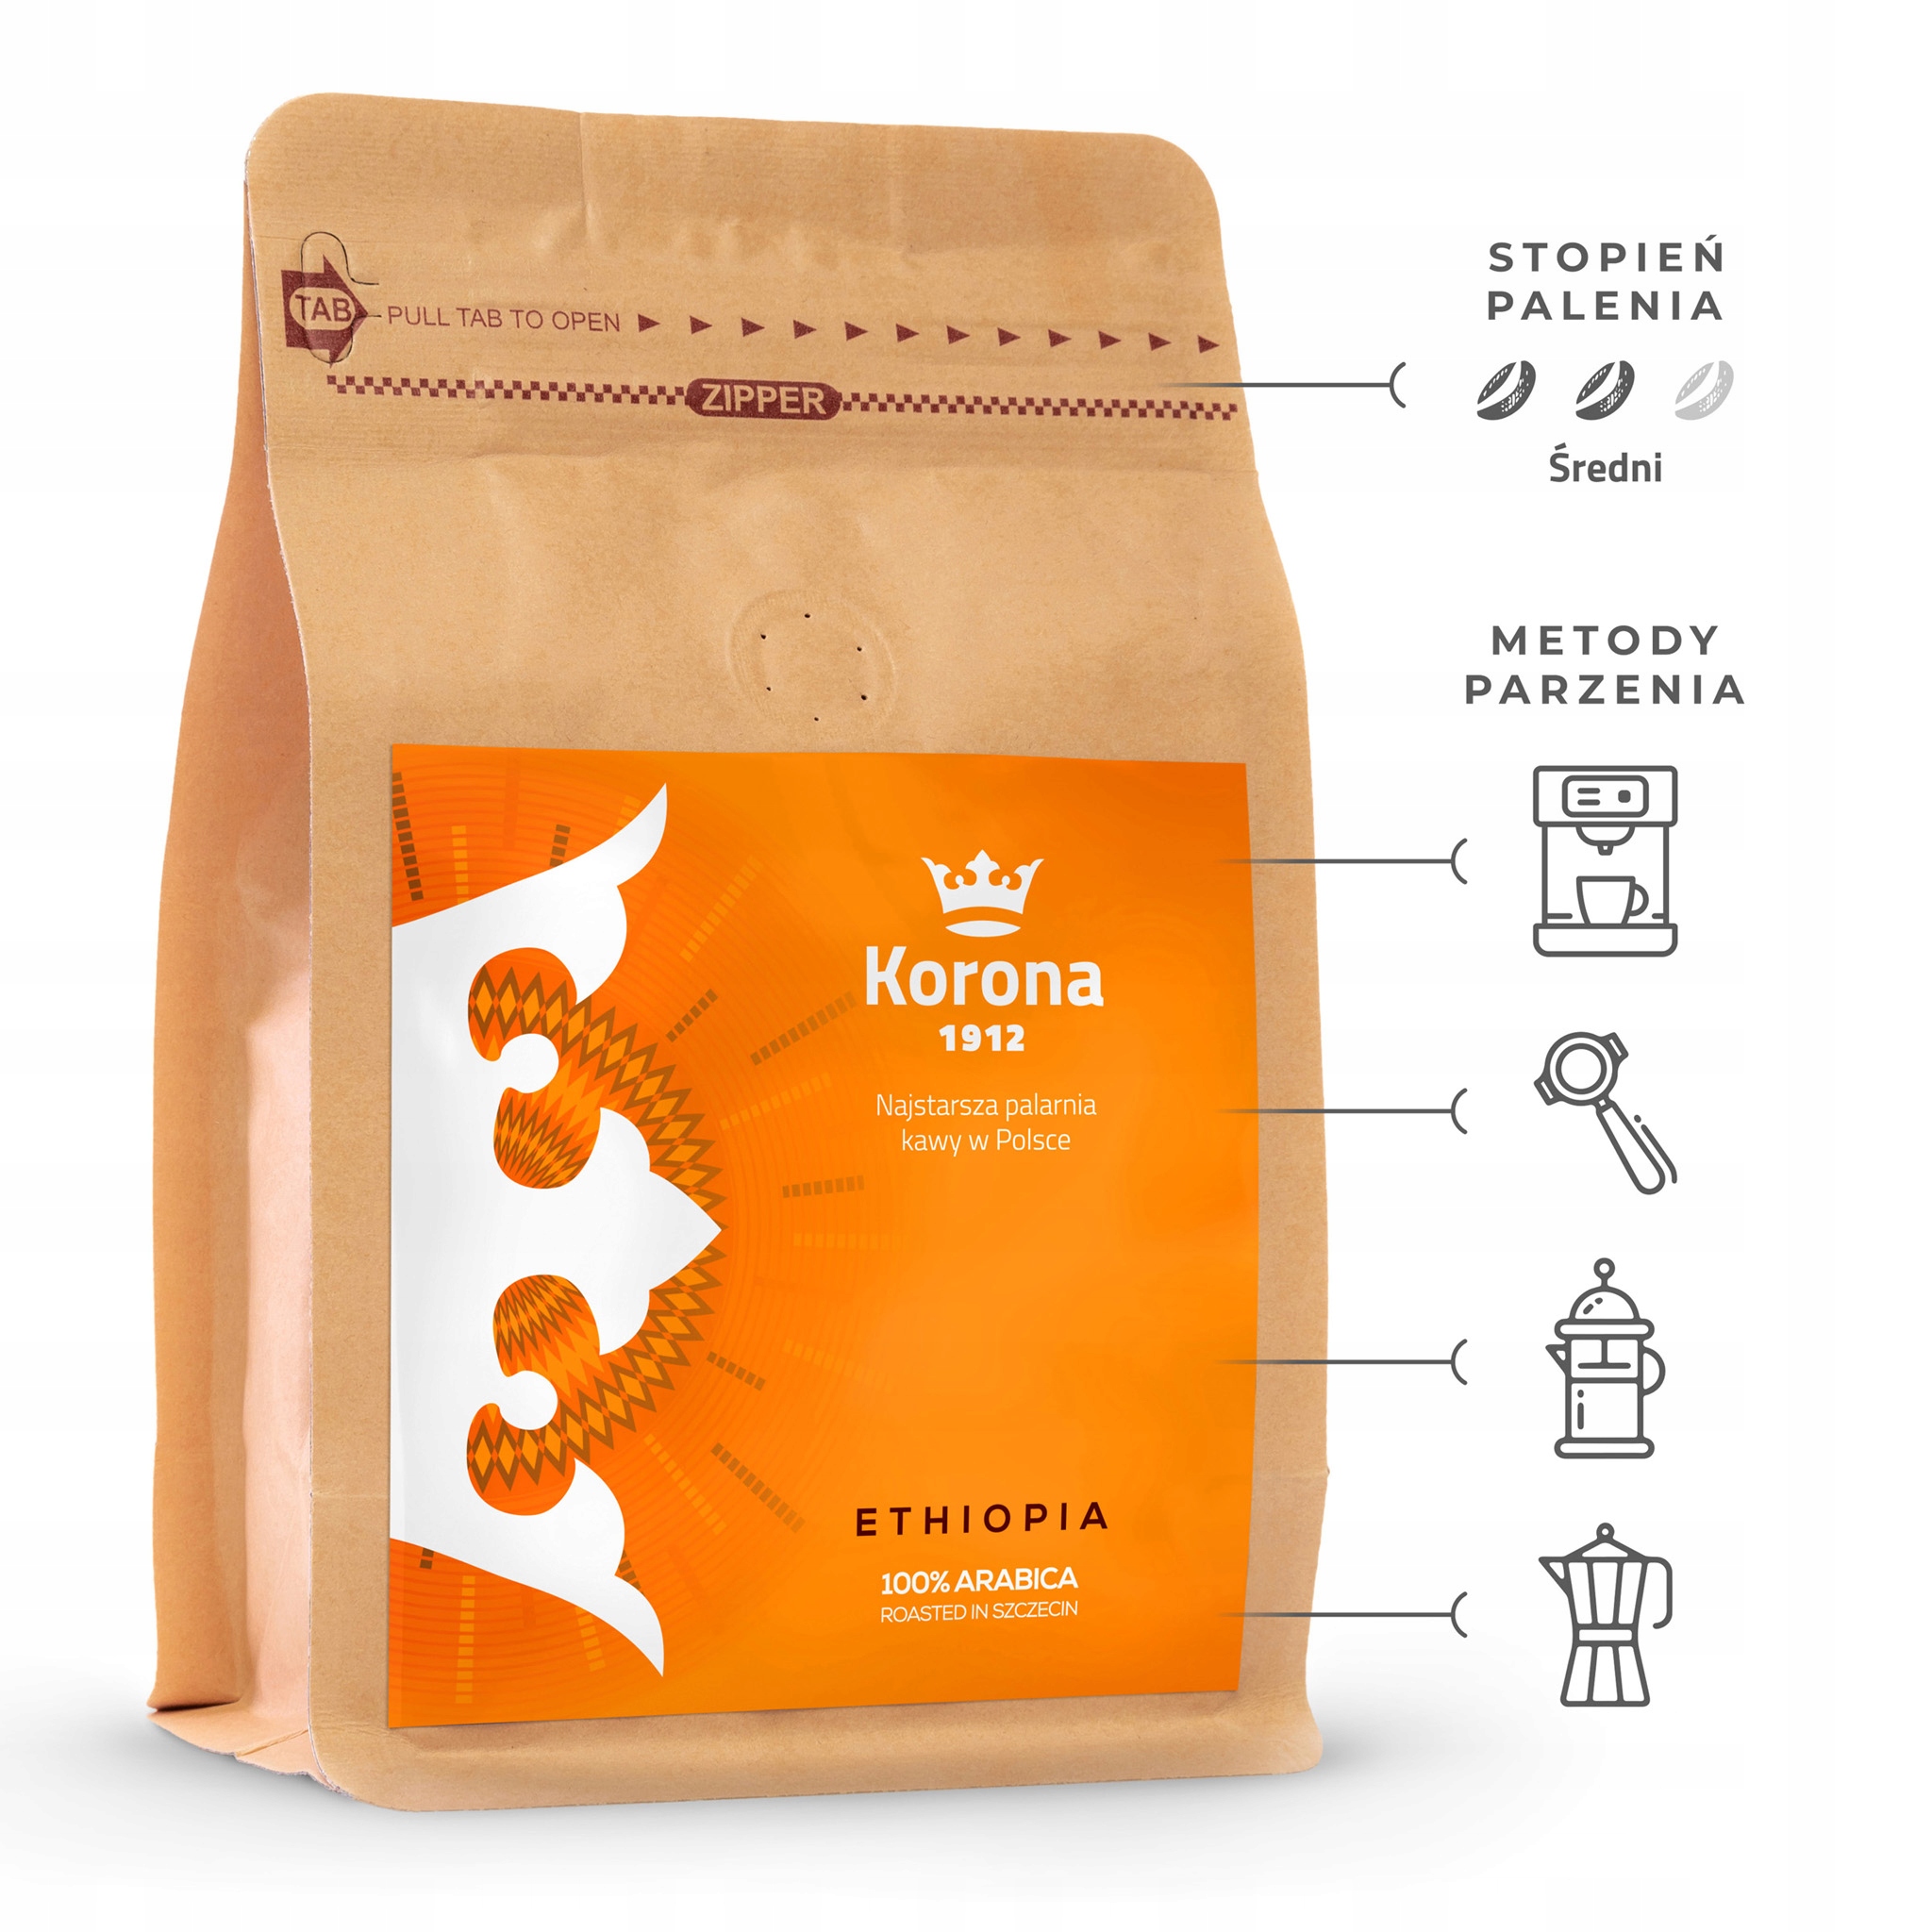 STOPIEŃ
PALENIA
Średni
METODY
PARZENIA
TAB
PULL TAB TO OPEN
ZIPPER
Korona
1912
Najstarsza palarnia
kawy w Polsce
ETHIOPIA
100% ARABICA
ROASTED IN SZCZECIN